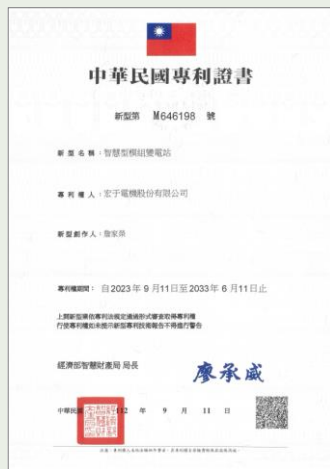 中華民國專利證書
新型第 M646198 號
新型名稱：智慧型模組變電站
專利權人：宏于電機股份有限公司
新型創作人：詹家榮
專利權期間： 自2023 年 9 月11日至 2033 年 6 月11日止
上開新型業依專利法規定通過形式審查取得專利權
行使專利權如未提示新型專利技術報告不得進行警告
經濟部智慧財產局 局長
廖承威
中華民國 112 年 9 月 11 日